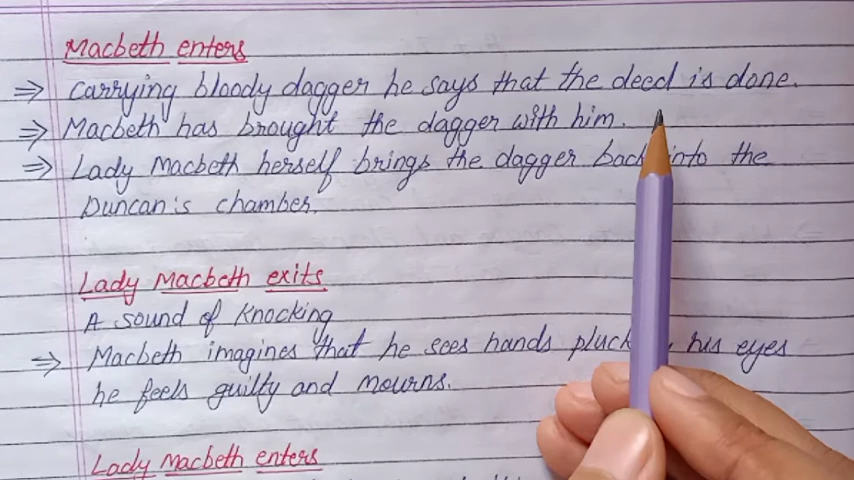 Macbeth enters
⇒ Carrying bloody dagger he says that the deed is done.
⇒ Macbeth has brought the dagger with him.
⇒ Lady Macbeth herself brings the dagger back into the
Duncan's chamber.
Lady Macbeth exits
A sound of Knocking
⇒ Macbeth imagines that he sees hands pluck his eyes
he feels guilty and mourns.
Lady Macbeth enters